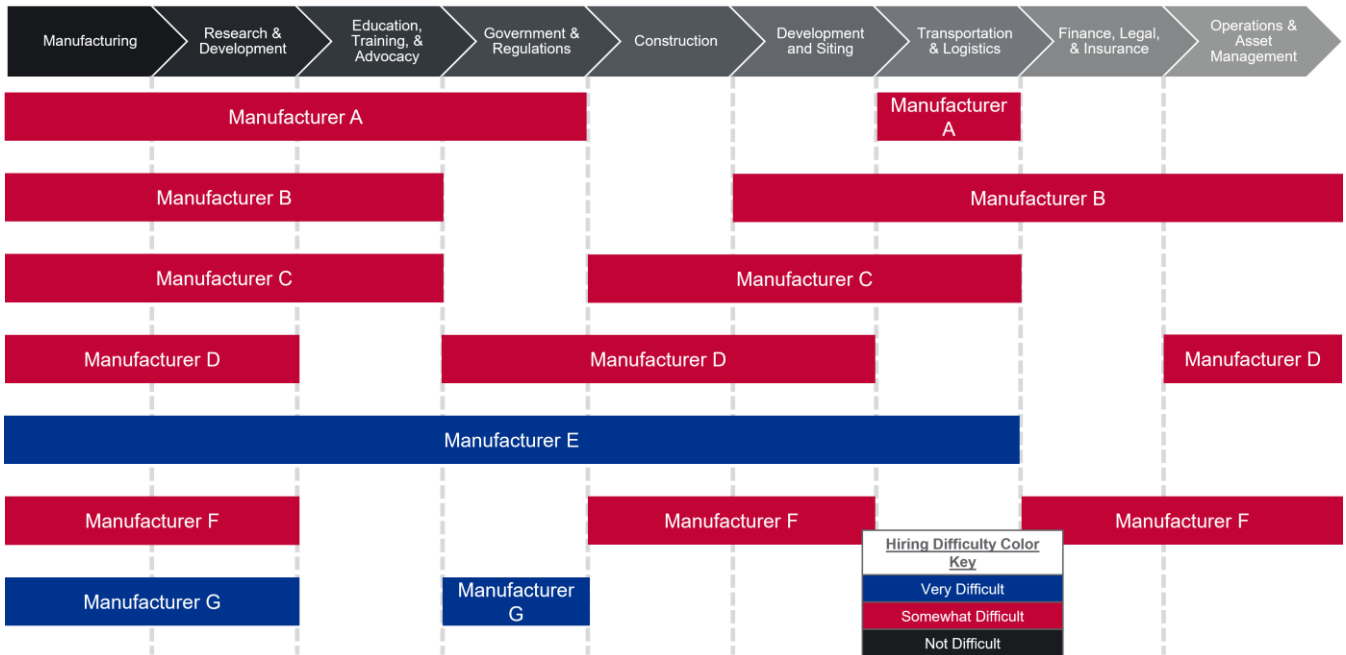 Manufacturing
Research &
Development
Education,
Training, &
Advocacy
Government &
Regulations
Construction
Development
and Siting
Transportation
& Logistics
Finance, Legal,
& Insurance
Operations &
Asset
Management
Manufacturer A
Manufacturer
A
Manufacturer B
Manufacturer B
Manufacturer C
Manufacturer C
Manufacturer D
Manufacturer D
Manufacturer D
Manufacturer E
Manufacturer F
Manufacturer F
Manufacturer F
Manufacturer G
Manufacturer
G
Hiring Difficulty Color
Key
Very Difficult
Somewhat Difficult
Not Difficult